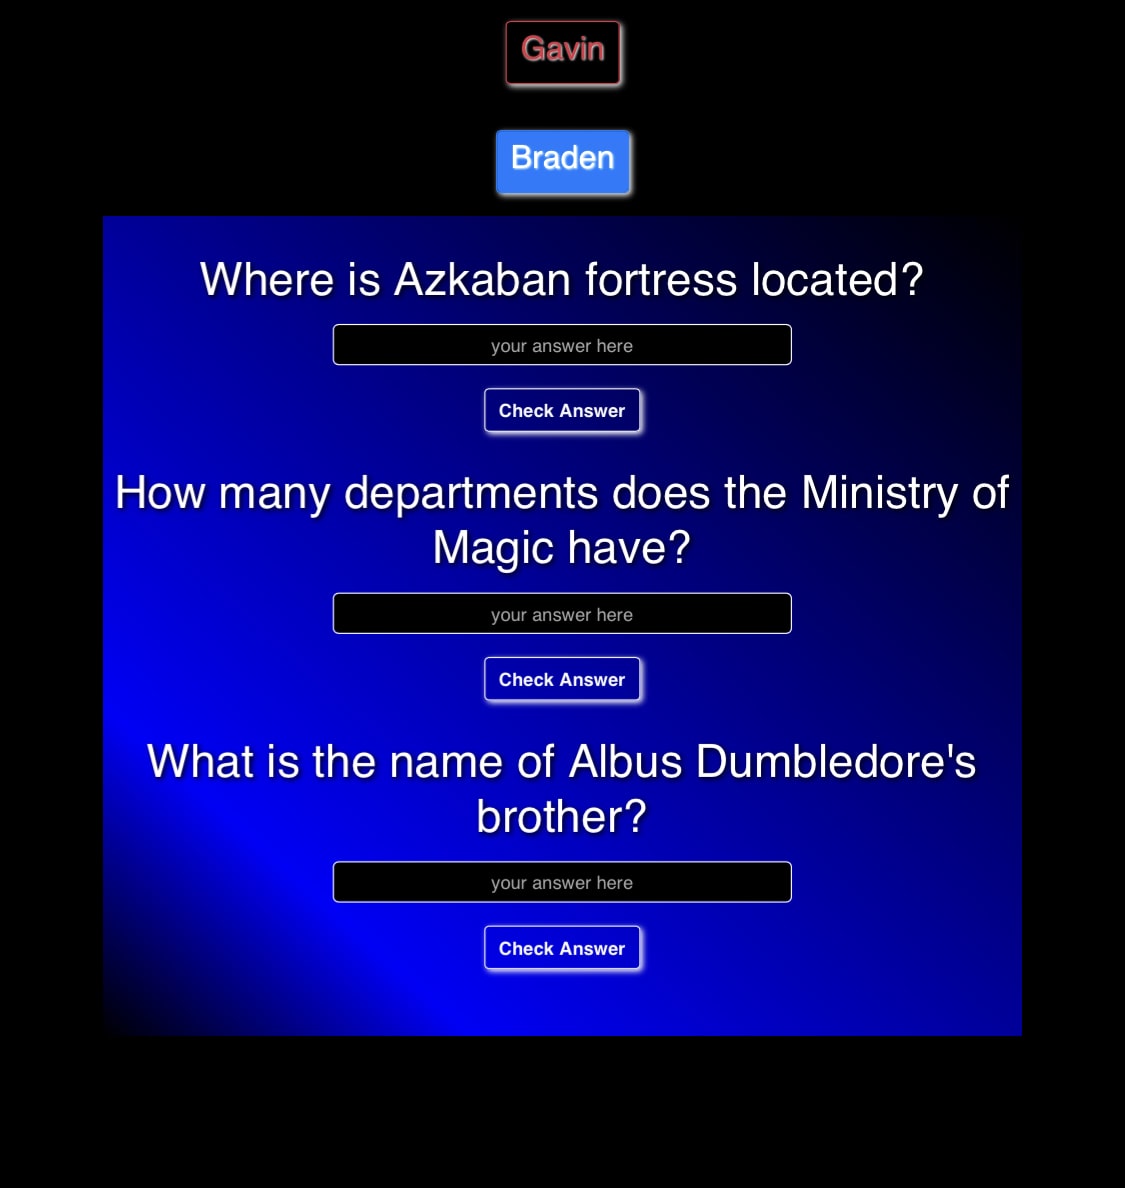 Gavin
Braden
Where is Azkaban fortress located?
your answer here
Check Answer
How many departments does the Ministry of
Magic have?
your answer here
Check Answer
What is the name of Albus Dumbledore's
brother?
your answer here
Check Answer